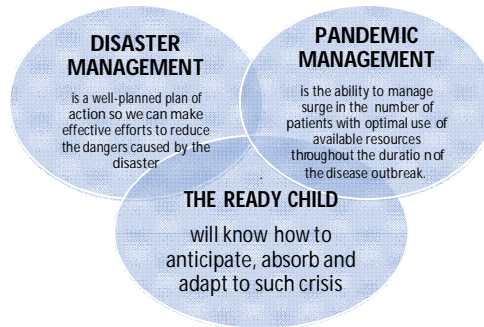 DISASTER
MANAGEMENT
is a well-planned plan of
action so we can make
effective efforts to reduce
the dangers caused by the
disaster
PANDEMIC
MANAGEMENT
is the ability to manage
surge in the number of
patients with optimal use of
available resources
throughout the duration of
the disease outbreak.
THE READY CHILD
will know how to
anticipate, absorb and
adapt to such crisis